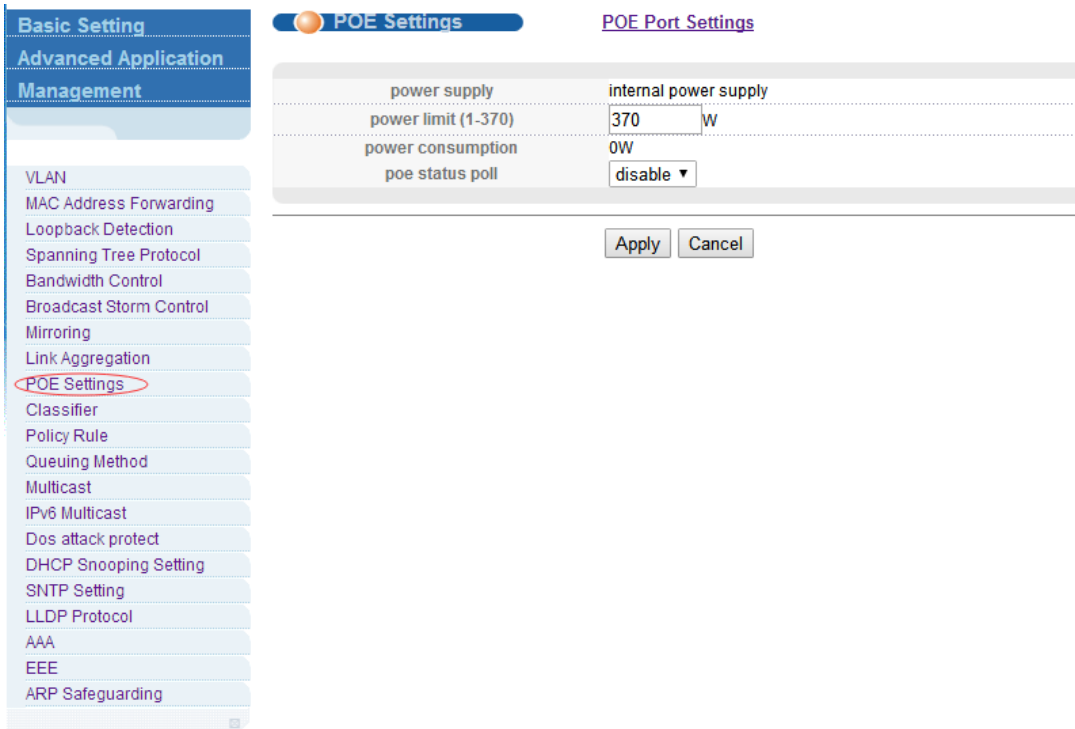 Basic Setting
Advanced Application
Management
VLAN
MAC Address Forwarding
Loopback Detection
Spanning Tree Protocol
Bandwidth Control
Broadcast Storm Control
Mirroring
Link Aggregation
POE Settings
Classifier
Policy Rule
Queuing Method
Multicast
IPv6 Multicast
Dos attack protect
DHCP Snooping Setting
SNTP Setting
LLDP Protocol
AAA
EEE
ARP Safeguarding
POE Settings POE Port Settings
power supply internal power supply
power limit (1-370) 370 W
power consumption 0W
poe status poll disable
Apply Cancel